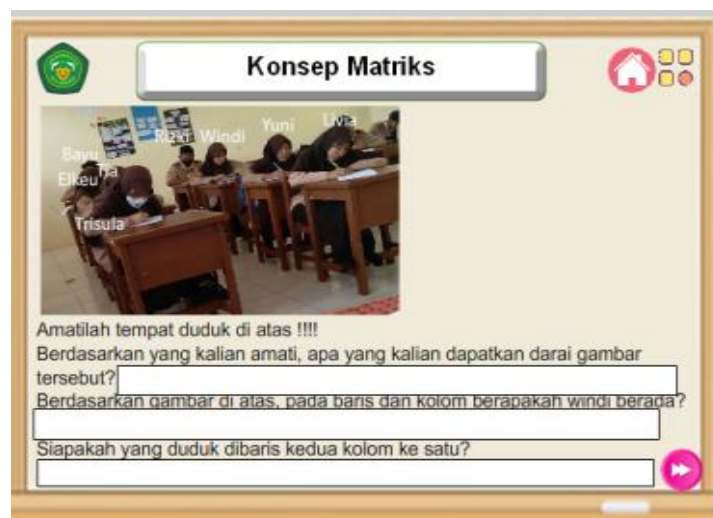 Konsep Matriks
Rizki Windi Yuni Livia
Bayu
Elkeu Tia
Trisula
Amatilah tempat duduk di atas !!!!
Berdasarkan yang kalian amati, apa yang kalian dapatkan darai gambar
tersebut?
Berdasarkan gambar di atas, pada baris dan kolom berapakah windi berada?
Siapakah yang duduk dibaris kedua kolom ke satu?